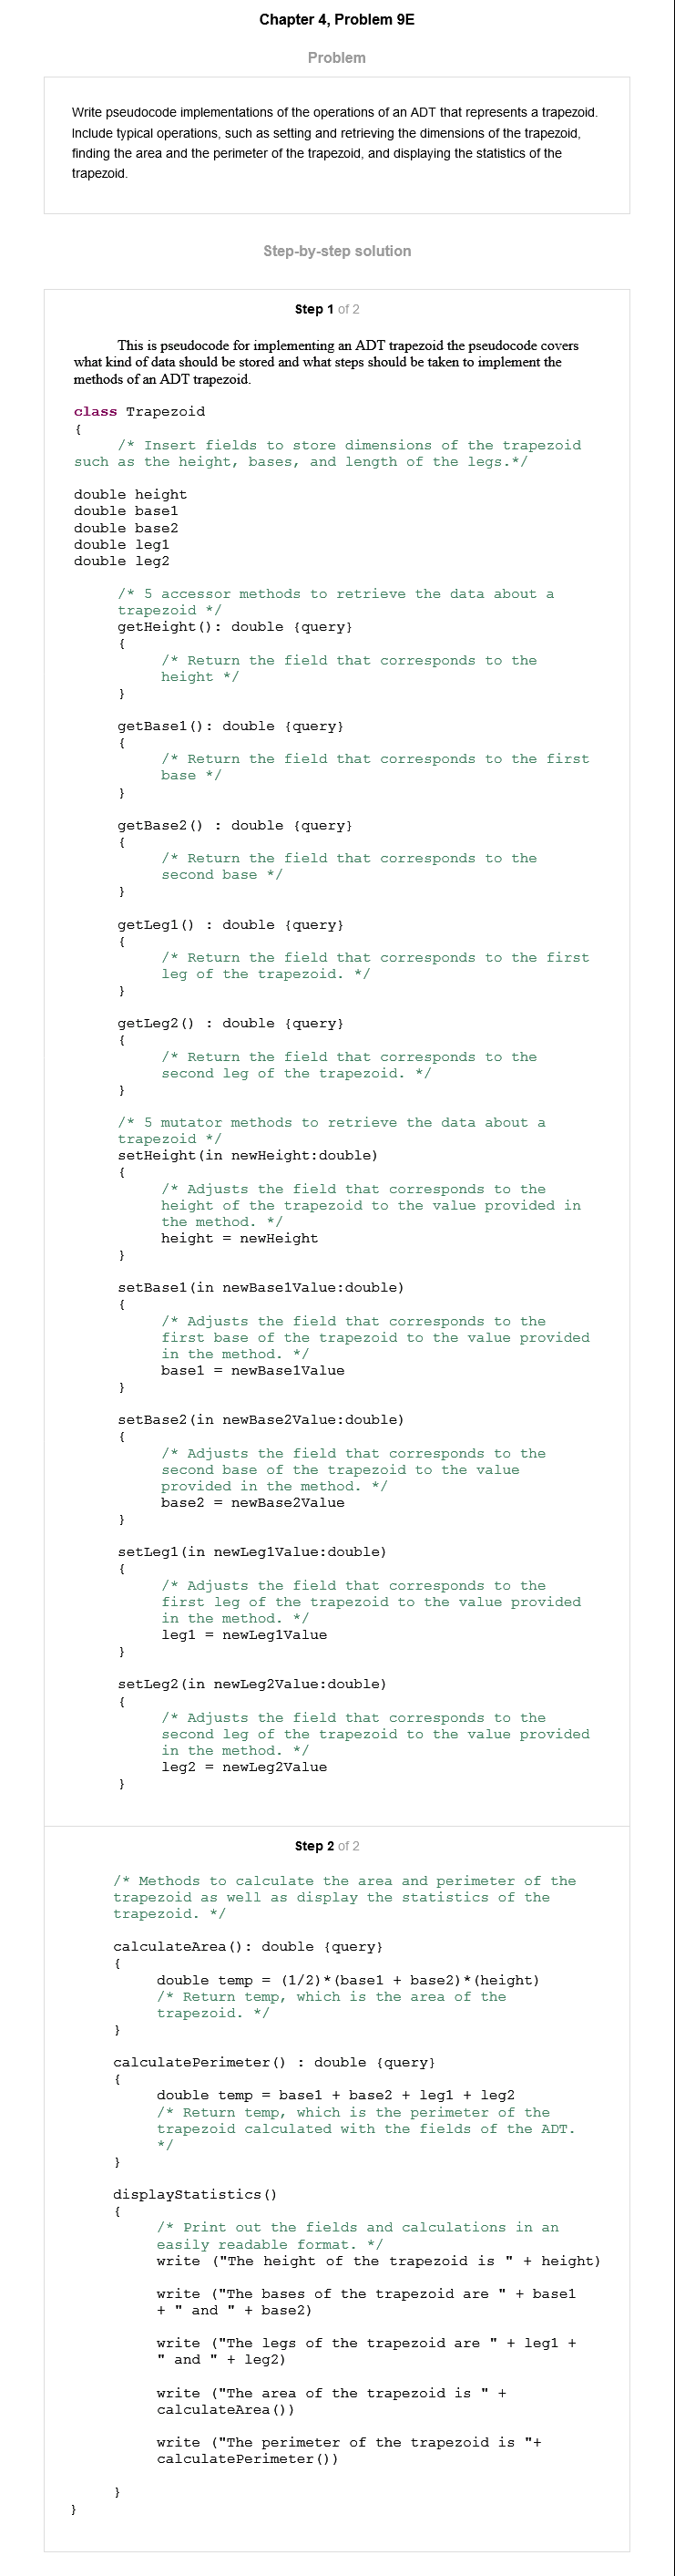 Chapter 4, Problem 9E
Problem
Write pseudocode implementations of the operations of an ADT that represents a trapezoid.
Include typical operations, such as setting and retrieving the dimensions of the trapezoid,
finding the area and the perimeter of the trapezoid, and displaying the statistics of the
trapezoid.
Step-by-step solution
Step 1 of 2
This is pseudocode for implementing an ADT trapezoid the pseudocode covers
what kind of data should be stored and what steps should be taken to implement the
methods of an ADT trapezoid.
class Trapezoid
{
/* Insert fields to store dimensions of the trapezoid
such as the height, bases, and length of the legs.*/
double height
double base1
double base2
double leg1
double leg2
/* 5 accessor methods to retrieve the data about a
trapezoid */
getHeight(): double {query}
{
/* Return the field that corresponds to the
height */
}
getBase1(): double {query}
{
/* Return the field that corresponds to the first
base */
}
getBase2() : double {query}
{
/* Return the field that corresponds to the
second base */
}
getLeg1() : double {query}
{
/* Return the field that corresponds to the first
leg of the trapezoid. */
}
getLeg2() : double {query}
{
/* Return the field that corresponds to the
second leg of the trapezoid. */
}
/* 5 mutator methods to retrieve the data about a
trapezoid */
setHeight(in newHeight:double)
{
/* Adjusts the field that corresponds to the
height of the trapezoid to the value provided in
the method. */
height = newHeight
}
setBase1(in newBase1Value:double)
{
/* Adjusts the field that corresponds to the
first base of the trapezoid to the value provided
in the method. */
base1 = newBase1Value
}
setBase2(in newBase2Value:double)
{
/* Adjusts the field that corresponds to the
second base of the trapezoid to the value
provided in the method. */
base2 = newBase2Value
}
setLeg1(in newLeg1Value:double)
{
/* Adjusts the field that corresponds to the
first leg of the trapezoid to the value provided
in the method. */
leg1 = newLeg1Value
}
setLeg2(in newLeg2Value:double)
{
/* Adjusts the field that corresponds to the
second leg of the trapezoid to the value provided
in the method. */
leg2 = newLeg2Value
}
Step 2 of 2
/* Methods to calculate the area and perimeter of the
trapezoid as well as display the statistics of the
trapezoid. */
calculateArea(): double {query}
{
double temp = (1/2)*(base1 + base2)*(height)
/* Return temp, which is the area of the
trapezoid. */
}
calculatePerimeter() : double {query}
{
double temp = base1 + base2 + leg1 + leg2
/* Return temp, which is the perimeter of the
trapezoid calculated with the fields of the ADT.
*/
}
displayStatistics()
{
/* Print out the fields and calculations in an
easily readable format. */
write ("The height of the trapezoid is " + height)
write ("The bases of the trapezoid are " + base1
+ " and " + base2)
write ("The legs of the trapezoid are " + leg1 +
" and " + leg2)
write ("The area of the trapezoid is " +
calculateArea())
write ("The perimeter of the trapezoid is "+
calculatePerimeter())
}
}